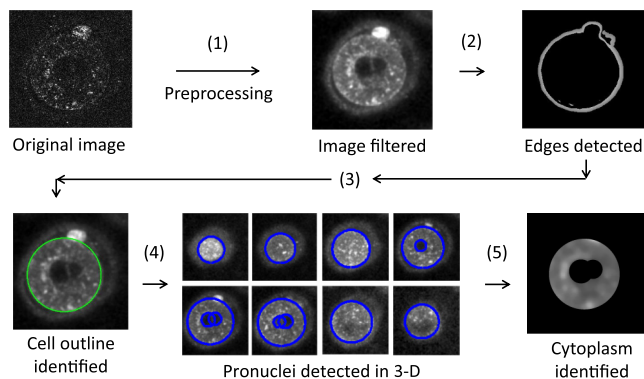 (1)
Preprocessing
(2)
Original image
Image filtered
Edges detected
(3)
(4)
(5)
Cell outline
identified
Pronuclei detected in 3-D
Cytoplasm
identified